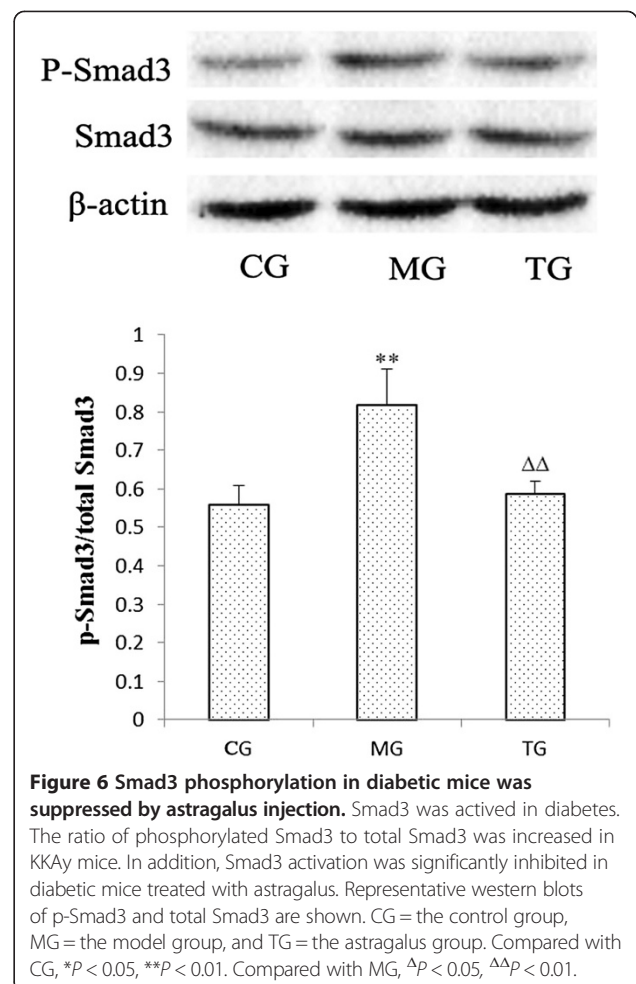 P-Smad3
Smad3
β-actin
CG MG TG
p-Smad3/total Smad3
1
0.9
0.8
0.7
0.6
0.5
0.4
0.3
0.2
0.1
0
**
ΔΔ
CG MG TG
Figure 6 Smad3 phosphorylation in diabetic mice was
suppressed by astragalus injection. Smad3 was actived in diabetes.
The ratio of phosphorylated Smad3 to total Smad3 was increased in
KKAy mice. In addition, Smad3 activation was significantly inhibited in
diabetic mice treated with astragalus. Representative western blots
of p-Smad3 and total Smad3 are shown. CG = the control group,
MG = the model group, and TG = the astragalus group. Compared with
CG, *P < 0.05, **P < 0.01. Compared with MG, ΔP < 0.05, ΔΔP < 0.01.